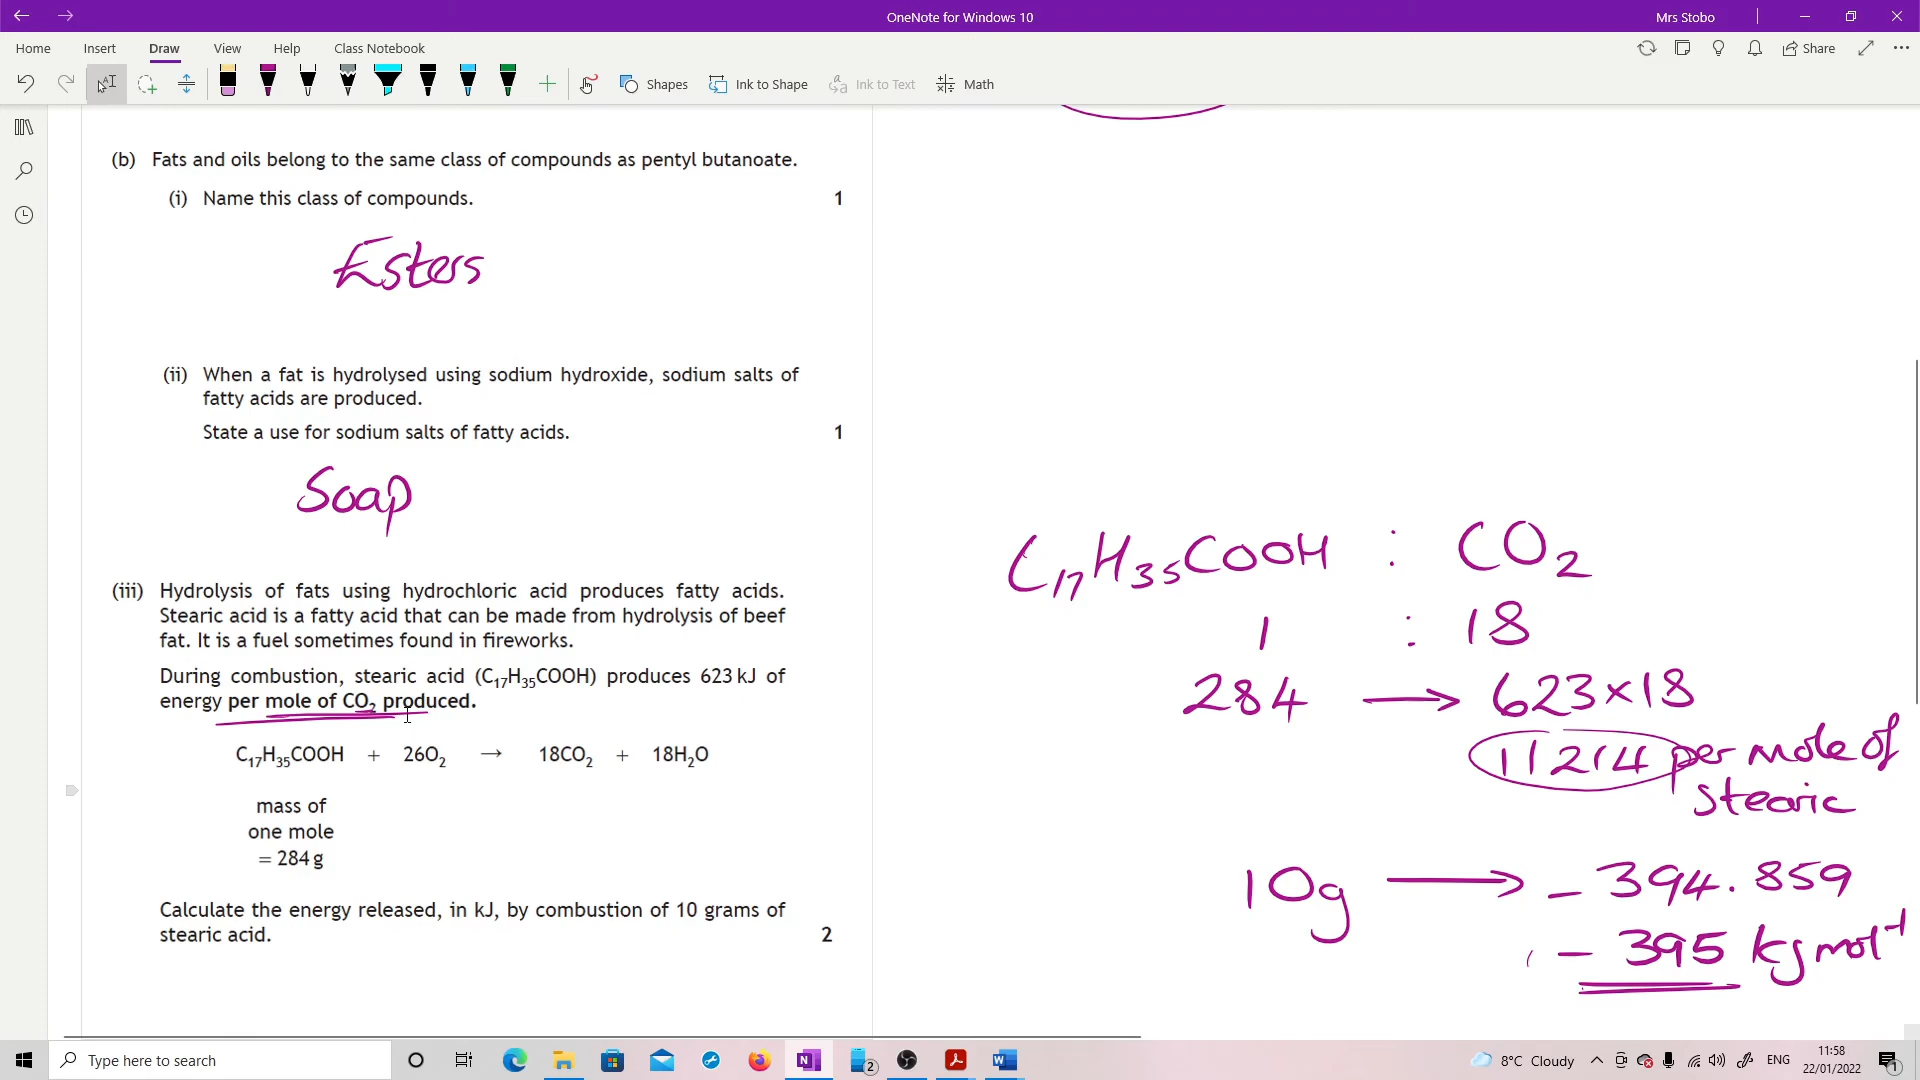 OneNote for Windows 10
Mrs Stobo
Home Insert Draw View Help Class Notebook
Share
Shapes Ink to Shape Ink to Text Math
(b) Fats and oils belong to the same class of compounds as pentyl butanoate.
(i) Name this class of compounds. 1
Esters
(ii) When a fat is hydrolysed using sodium hydroxide, sodium salts of
fatty acids are produced.
State a use for sodium salts of fatty acids. 1
Soap
(iii) Hydrolysis of fats using hydrochloric acid produces fatty acids.
Stearic acid is a fatty acid that can be made from hydrolysis of beef
fat. It is a fuel sometimes found in fireworks.
During combustion, stearic acid (C₁₇H₃₅COOH) produces 623 kJ of
energy per mole of CO₂ produced.
C₁₇H₃₅COOH + 26O₂ → 18CO₂ + 18H₂O
mass of
one mole
= 284 g
Calculate the energy released, in kJ, by combustion of 10 grams of
stearic acid. 2
C₁₇H₃₅COOH : CO₂
1 : 18
284 → 623×18
11214 per mole of
stearic
10g → - 394.859
- 395 kJ mol⁻¹
Type here to search
2
8°C Cloudy
ENG
11:58
22/01/2022
1